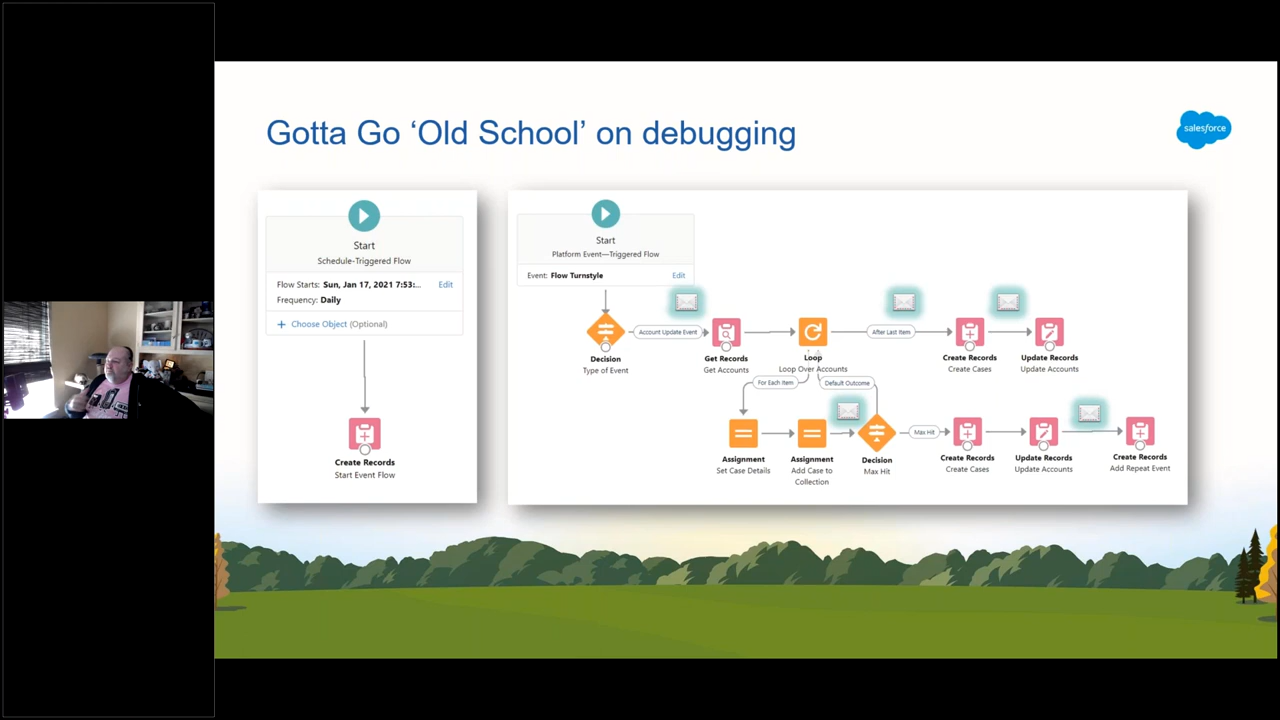 Gotta Go ‘Old School’ on debugging
salesforce
Start
Schedule-Triggered Flow
Flow Starts: Sun, Jan 17, 2021 7:53:... Edit
Frequency: Daily
+ Choose Object (Optional)
Create Records
Start Event Flow
Start
Platform Event—Triggered Flow
Event: Flow Turnstyle Edit
Decision
Type of Event
Account Update Event
Get Records
Get Accounts
Loop
Loop Over Accounts
After Last Item
Create Records
Create Cases
Update Records
Update Accounts
For Each Item
Default Outcome
Assignment
Set Case Details
Assignment
Add Case to
Collection
Decision
Max Hit
Max Hit
Create Records
Create Cases
Update Records
Update Accounts
Create Records
Add Repeat Event